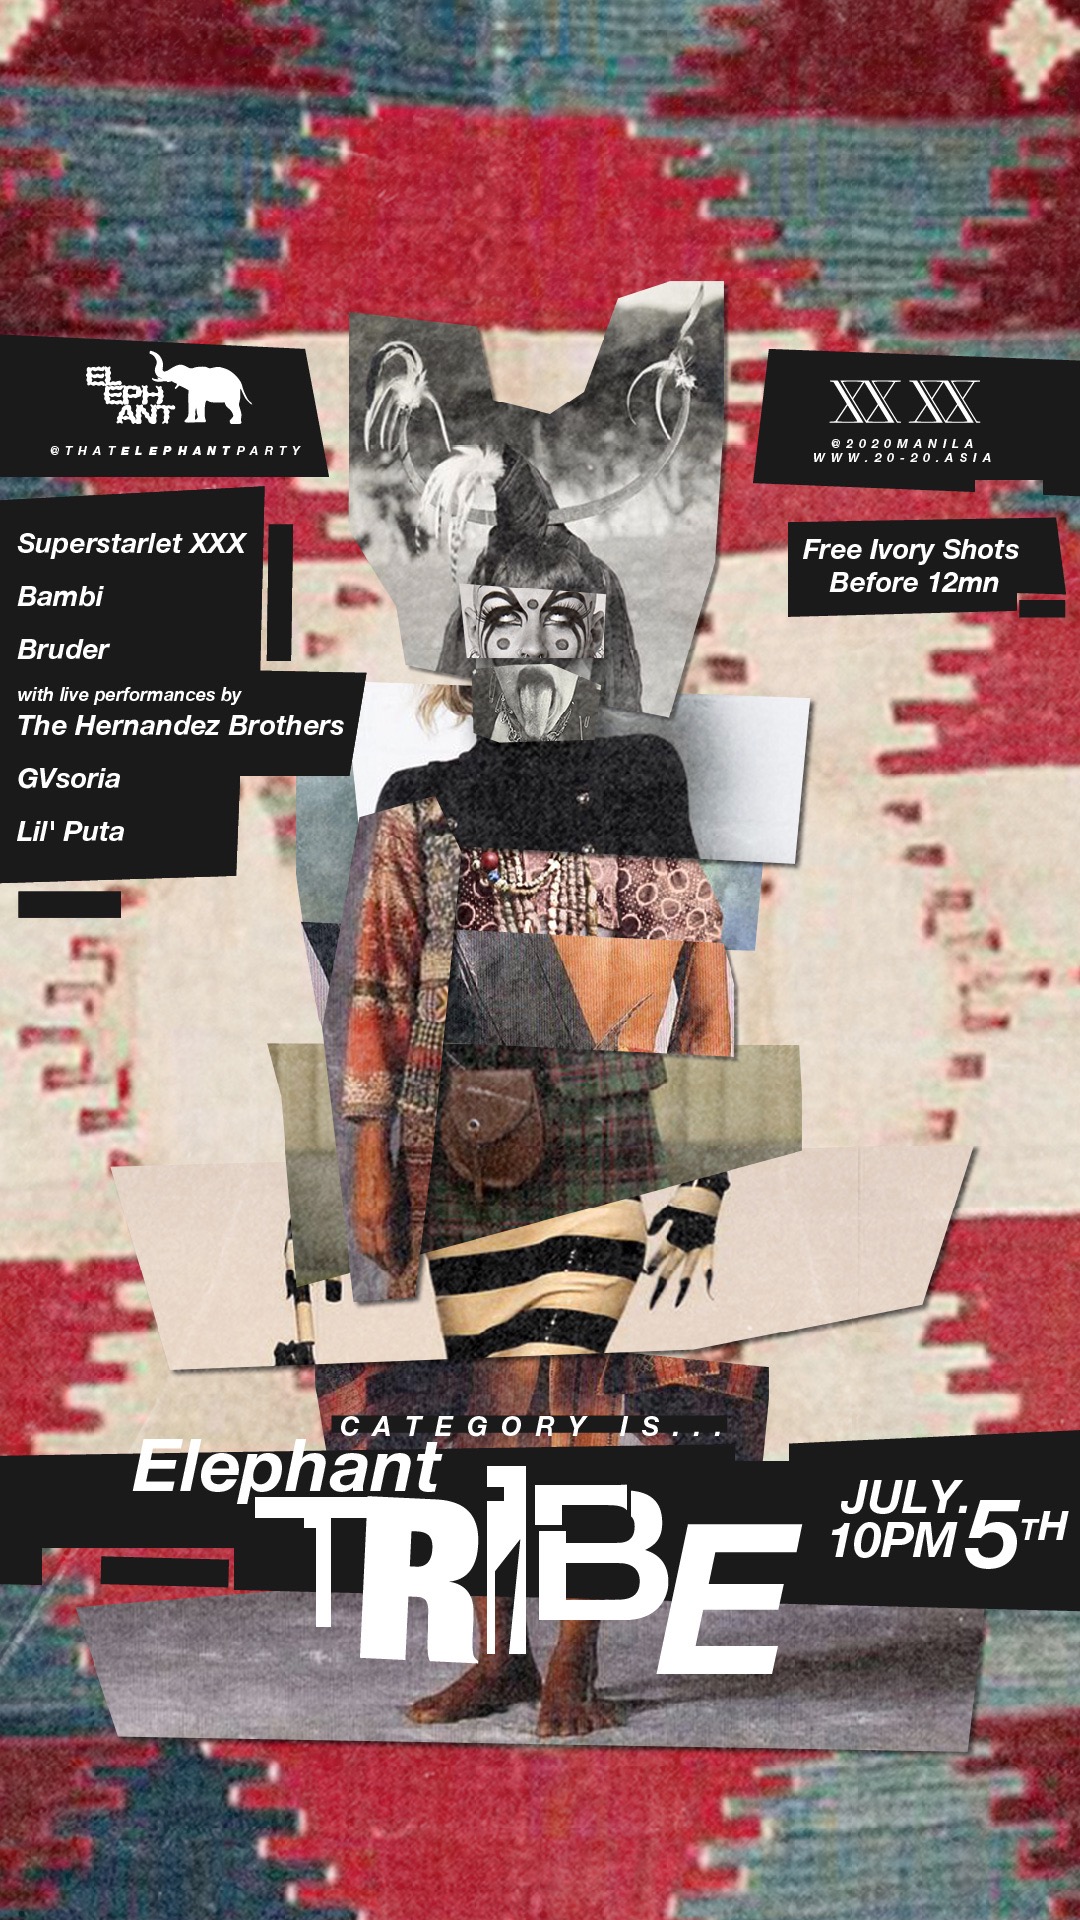 EL
EPH
ANT
@THATELEPHANTPARTY
XX XX
@2020MANILA
WWW.20-20.ASIA
Superstarlet XXX
Bambi
Bruder
with live performances by
The Hernandez Brothers
GVsoria
Lil' Puta
Free Ivory Shots
Before 12mn
CATEGORY IS...
Elephant
TRIBE
JULY.
10PM 5TH